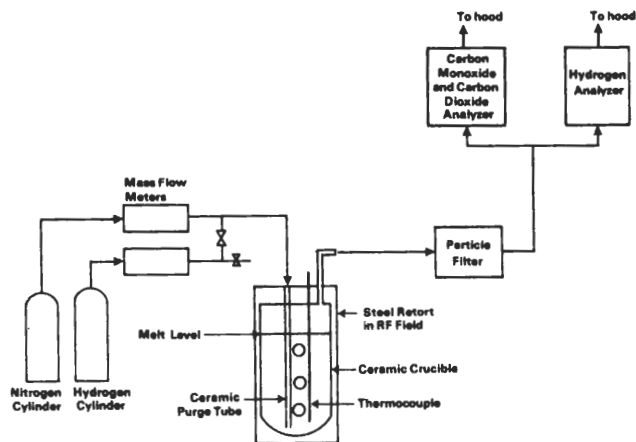 To hood
To hood
Carbon
Monoxide
and Carbon
Dioxide
Analyzer
Hydrogen
Analyzer
Mass Flow
Meters
Particle
Filter
Steel Retort
in RF Field
Melt Level
Ceramic Crucible
Nitrogen
Cylinder
Hydrogen
Cylinder
Ceramic
Purge Tube
Thermocouple